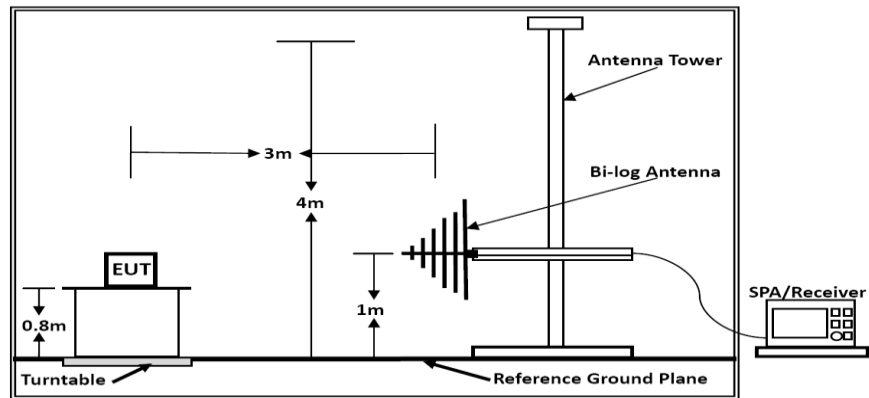 Antenna Tower
3m
Bi-log Antenna
4m
EUT
1m
SPA/Receiver
0.8m
Turntable
Reference Ground Plane